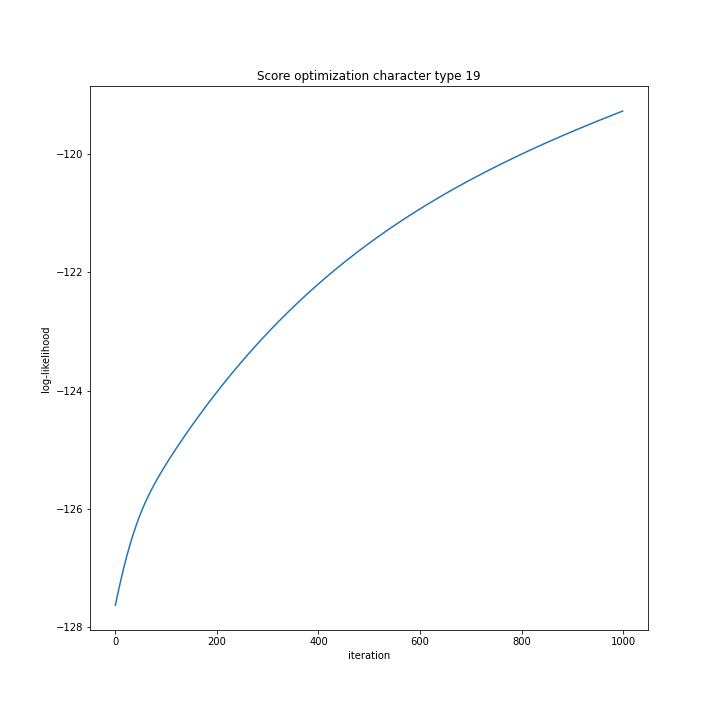 Score optimization character type 19
−120
−122
−124
−126
−128
log-likelihood
0 200 400 600 800 1000
iteration